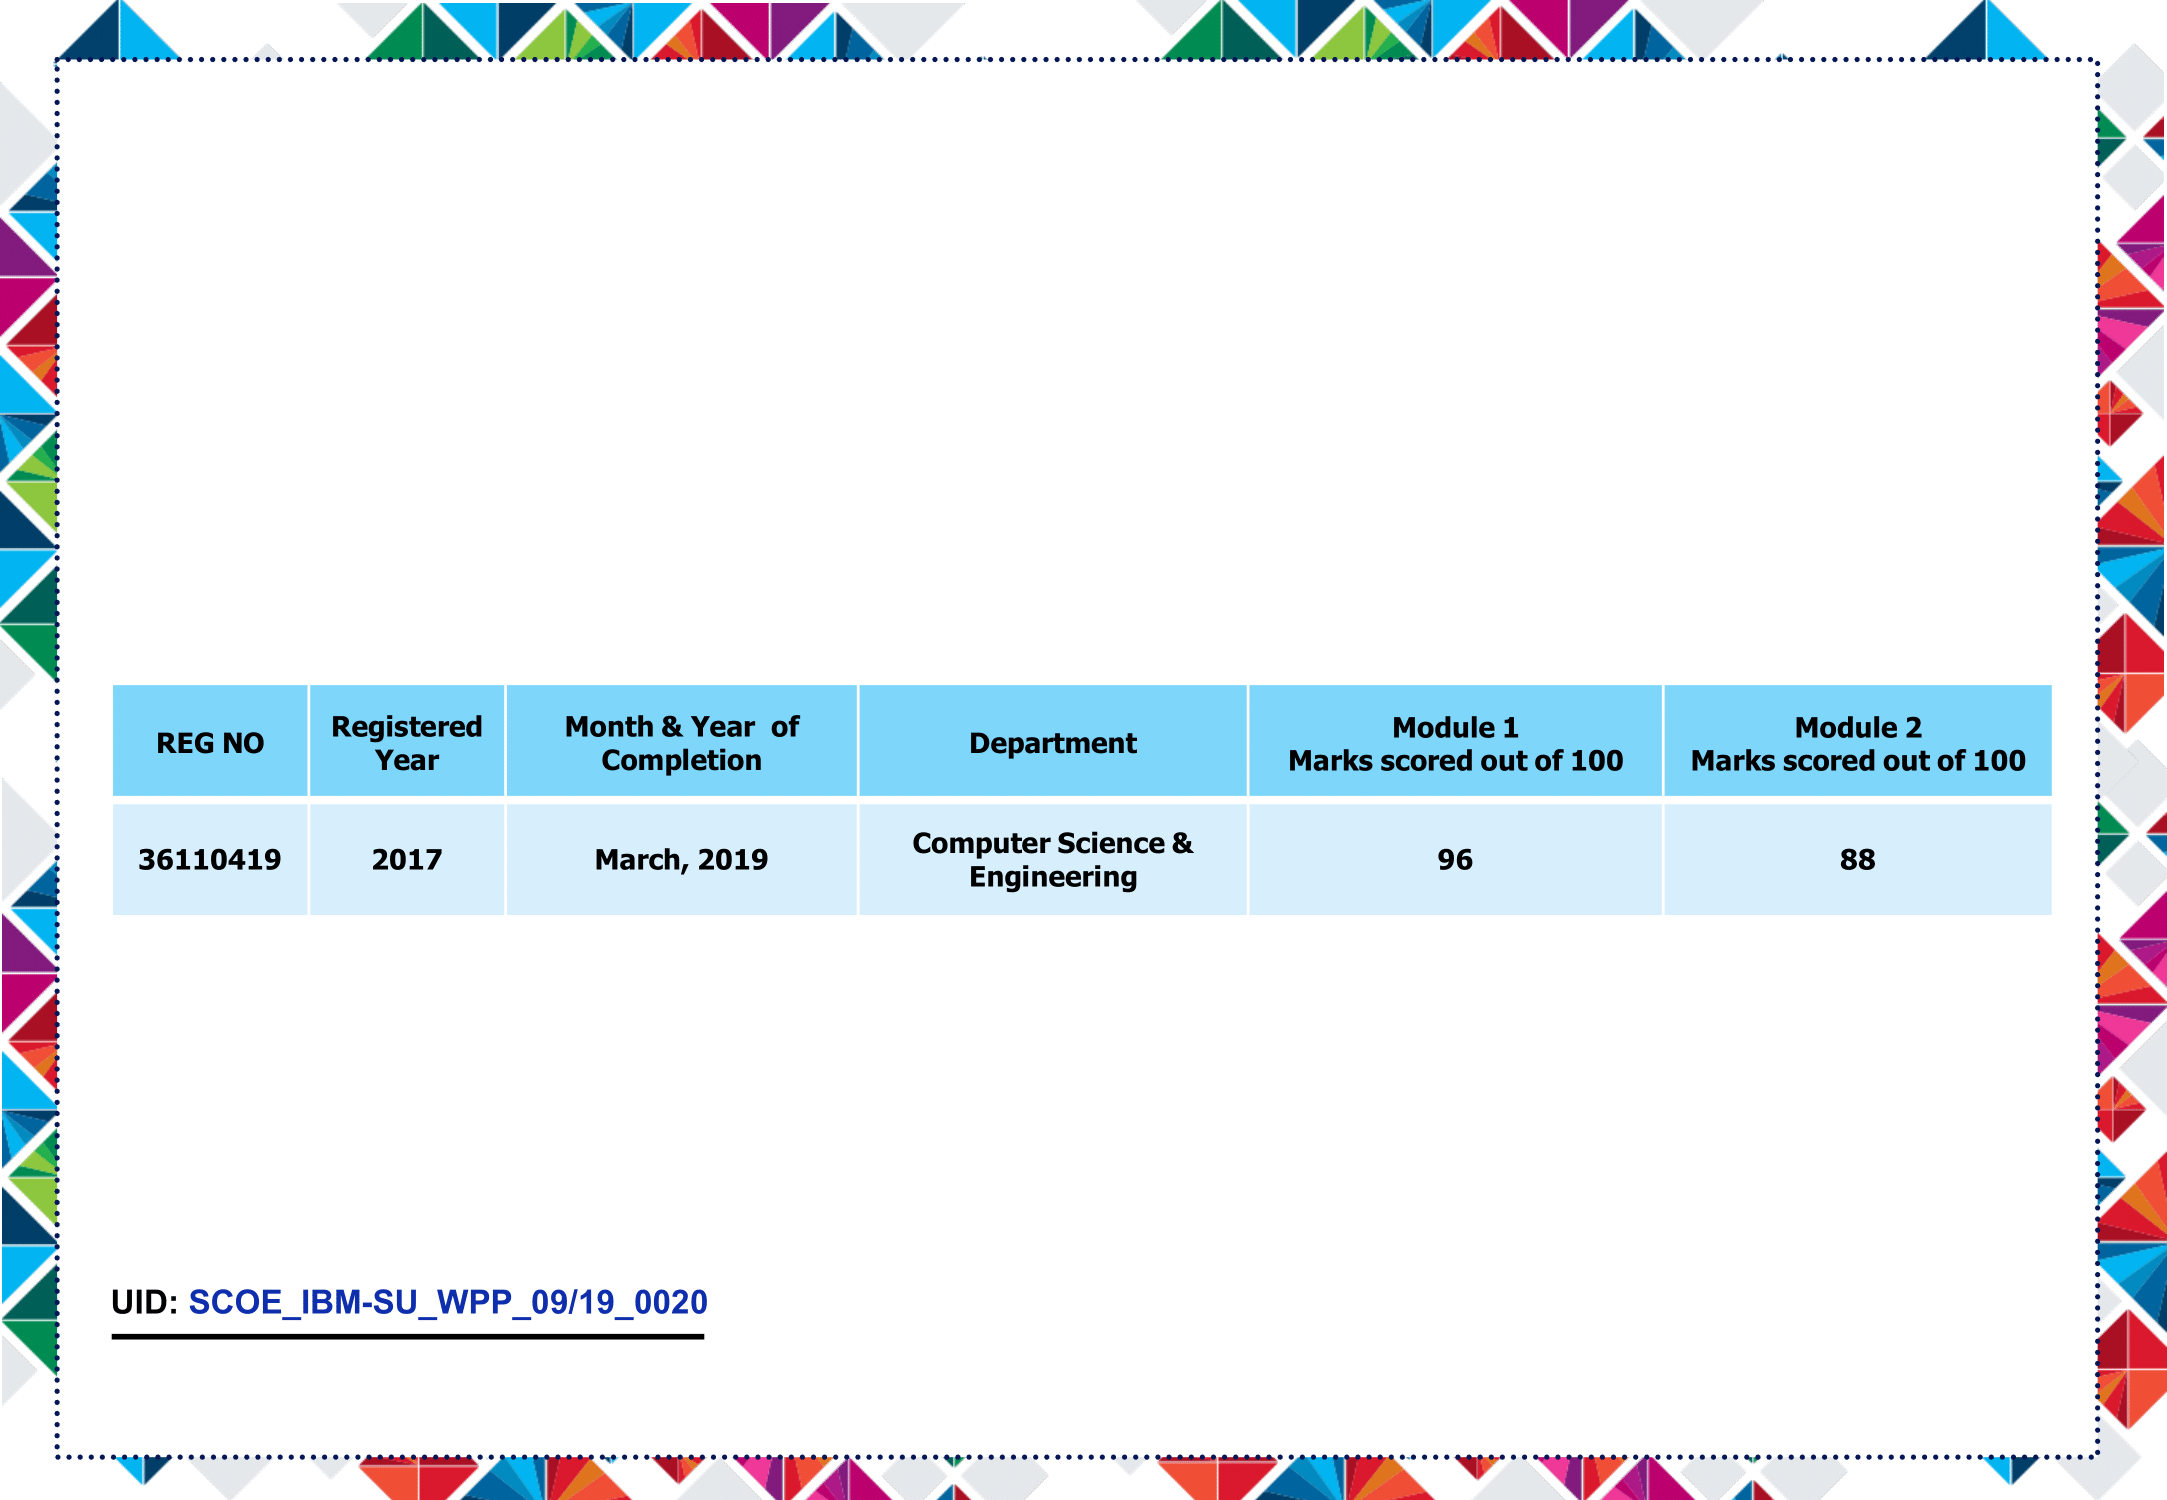 REG NO
Registered
Year
Month & Year  of
Completion
Department
Module 1
Marks scored out of 100
Module 2
Marks scored out of 100
36110419
2017
March, 2019
Computer Science &
Engineering
96
88
UID: SCOE_IBM-SU_WPP_09/19_0020